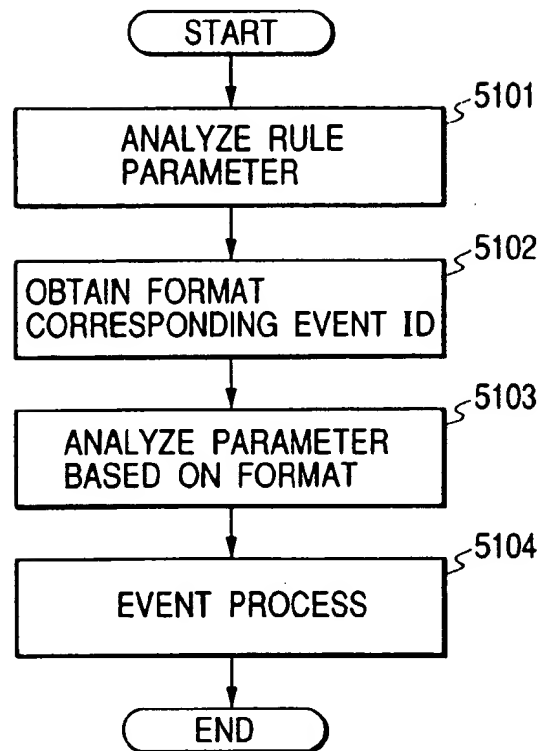 START
5101
ANALYZE RULE
PARAMETER
5102
OBTAIN FORMAT
CORRESPONDING EVENT ID
5103
ANALYZE PARAMETER
BASED ON FORMAT
5104
EVENT PROCESS
END